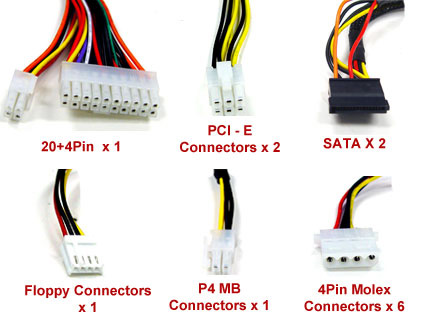 20+4Pin x 1
PCI - E
Connectors x 2
SATA X 2
Floppy Connectors
x 1
P4 MB
Connectors x 1
4Pin Molex
Connectors x 6